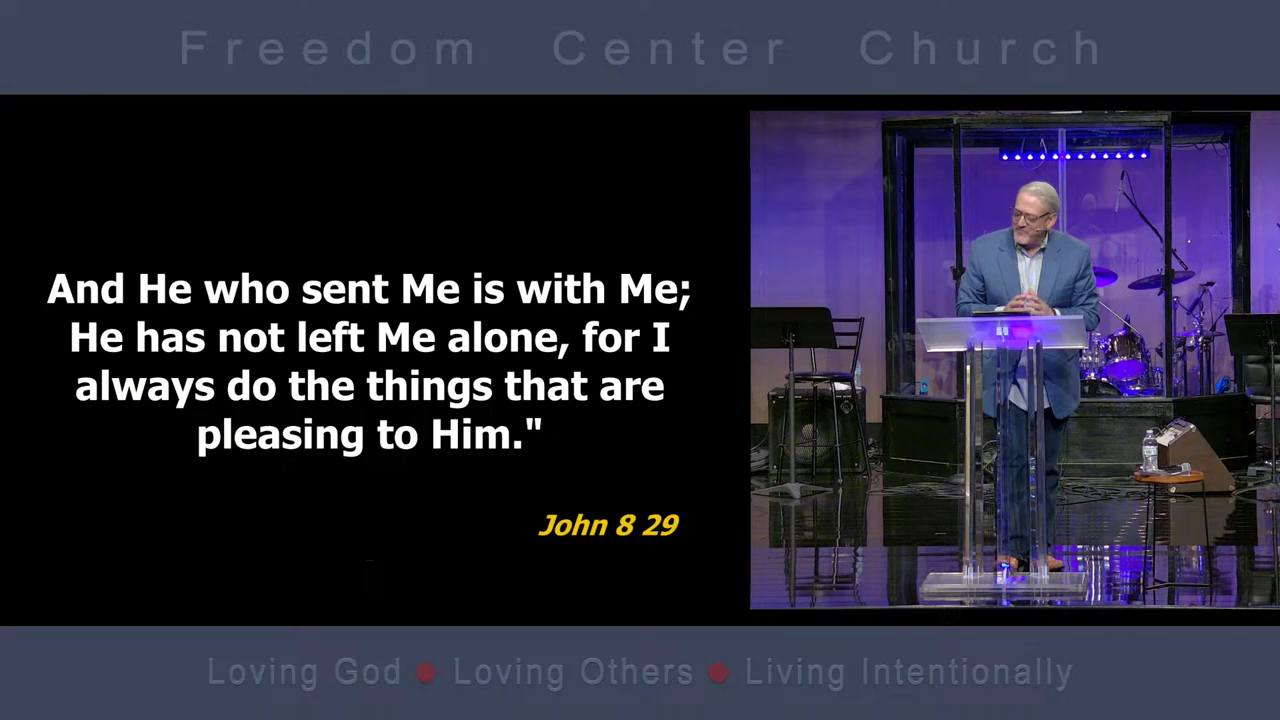 Freedom Center Church
And He who sent Me is with Me;
He has not left Me alone, for I
always do the things that are
pleasing to Him."
John 8 29
Loving God ● Loving Others ● Living Intentionally